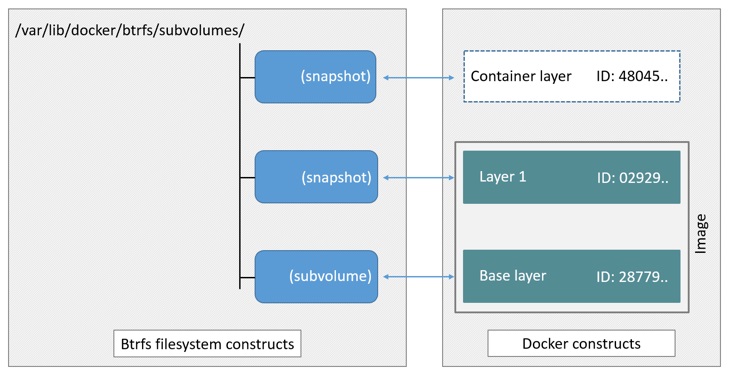 /var/lib/docker/btrfs/subvolumes/
(snapshot)
Container layer ID: 48045..
(snapshot)
Layer 1 ID: 02929..
Image
(subvolume)
Base layer ID: 28779..
Btrfs filesystem constructs
Docker constructs